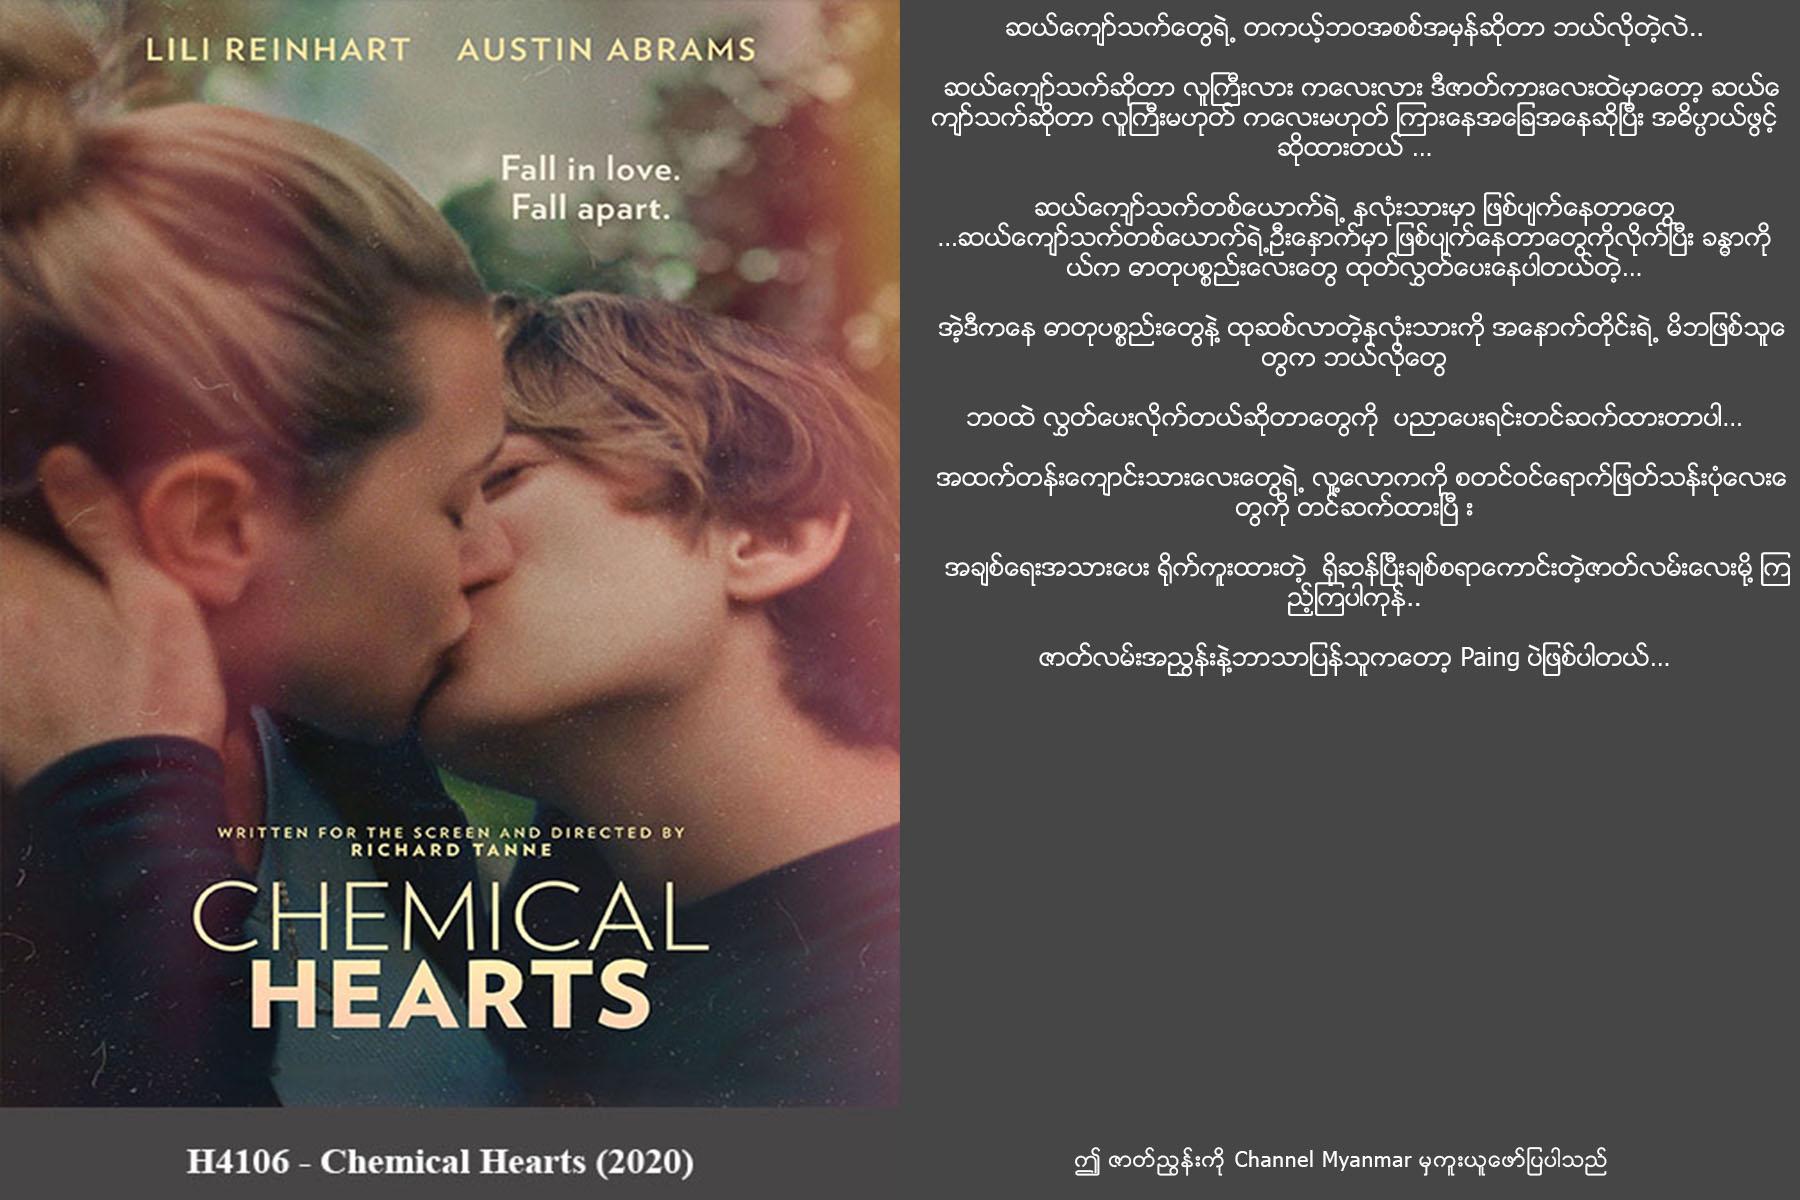 LILI REINHART AUSTIN ABRAMS
Fall in love.
Fall apart.
WRITTEN FOR THE SCREEN AND DIRECTED BY
RICHARD TANNE
CHEMICAL
HEARTS
H4106 - Chemical Hearts (2020)
ဆယ်ကျော်သက်တွေရဲ့ တကယ့်ဘဝအစစ်အမှန်ဆိုတာ ဘယ်လိုတဲ့လဲ..
ဆယ်ကျော်သက်ဆိုတာ လူကြီးလား ကလေးလား ဒီဇာတ်ကားလေးထဲမှာတော့ ဆယ်ေ
ကျာ်သက်ဆိုတာ လူကြီးမဟုတ် ကလေးမဟုတ် ကြားနေအခြေအနေဆိုပြီး အဓိပ္ပာယ်ဖွင့်
ဆိုထားတယ် ...
ဆယ်ကျော်သက်တစ်ယောက်ရဲ့ နှလုံးသားမှာ ဖြစ်ပျက်နေတာတွေ
...ဆယ်ကျော်သက်တစ်ယောက်ရဲ့ဦးနှောက်မှာ ဖြစ်ပျက်နေတာတွေကိုလိုက်ပြီး ခန္ဓာကို
ယ်က ဓာတုပစ္စည်းလေးတွေ ထုတ်လွှတ်ပေးနေပါတယ်တဲ့...
အဲ့ဒီကနေ ဓာတုပစ္စည်းတွေနဲ့ ထုဆစ်လာတဲ့နှလုံးသားကို အနောက်တိုင်းရဲ့ မိဘဖြစ်သူေ
တွက ဘယ်လိုတွေ
ဘဝထဲ လွှတ်ပေးလိုက်တယ်ဆိုတာတွေကို ပညာပေးရင်းတင်ဆက်ထားတာပါ...
အထက်တန်းကျောင်းသားလေးတွေရဲ့ လူ့လောကကို စတင်ဝင်ရောက်ဖြတ်သန်းပုံလေးေ
တွကို တင်ဆက်ထားပြီ း
အချစ်ရေးအသားပေး ရိုက်ကူးထားတဲ့ ရိုဆန်ပြီးချစ်စရာကောင်းတဲ့ဇာတ်လမ်းလေးမို့ ကြ
ည့်ကြပါကုန်..
ဇာတ်လမ်းအညွှန်းနဲ့ဘာသာပြန်သူကတော့ Paing ပဲဖြစ်ပါတယ်...
ဤ ဇာတ်ညွှန်းကို Channel Myanmar မှကူးယူဖော်ပြပါသည်